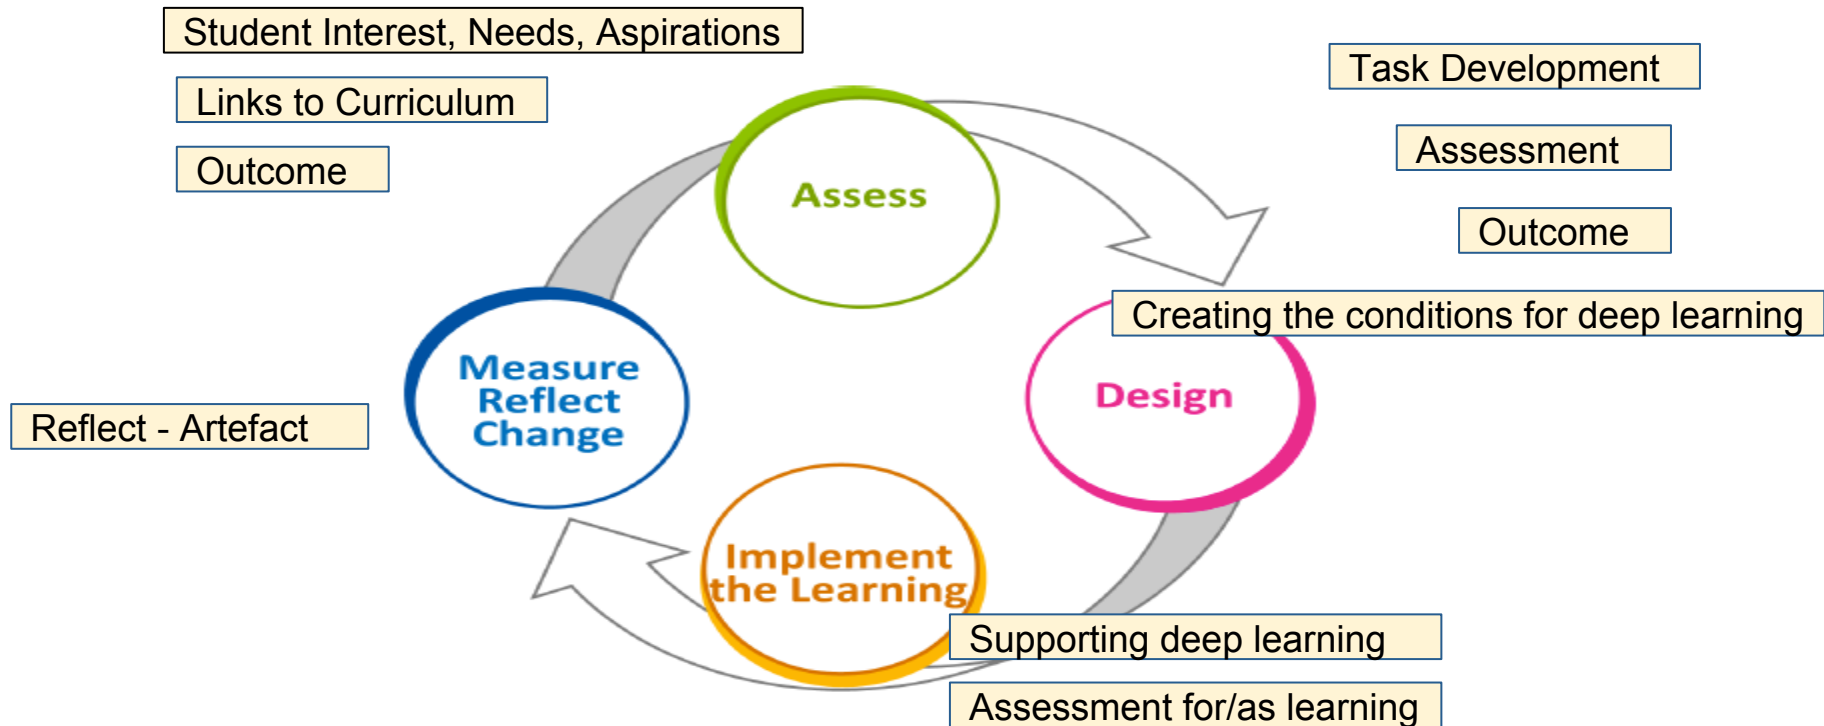 Student Interest, Needs, Aspirations
Links to Curriculum
Outcome
Task Development
Assessment
Outcome
Creating the conditions for deep learning
Assess
Design
Measure
Reflect
Change
Reflect - Artefact
Implement
the Learning
Supporting deep learning
Assessment for/as learning